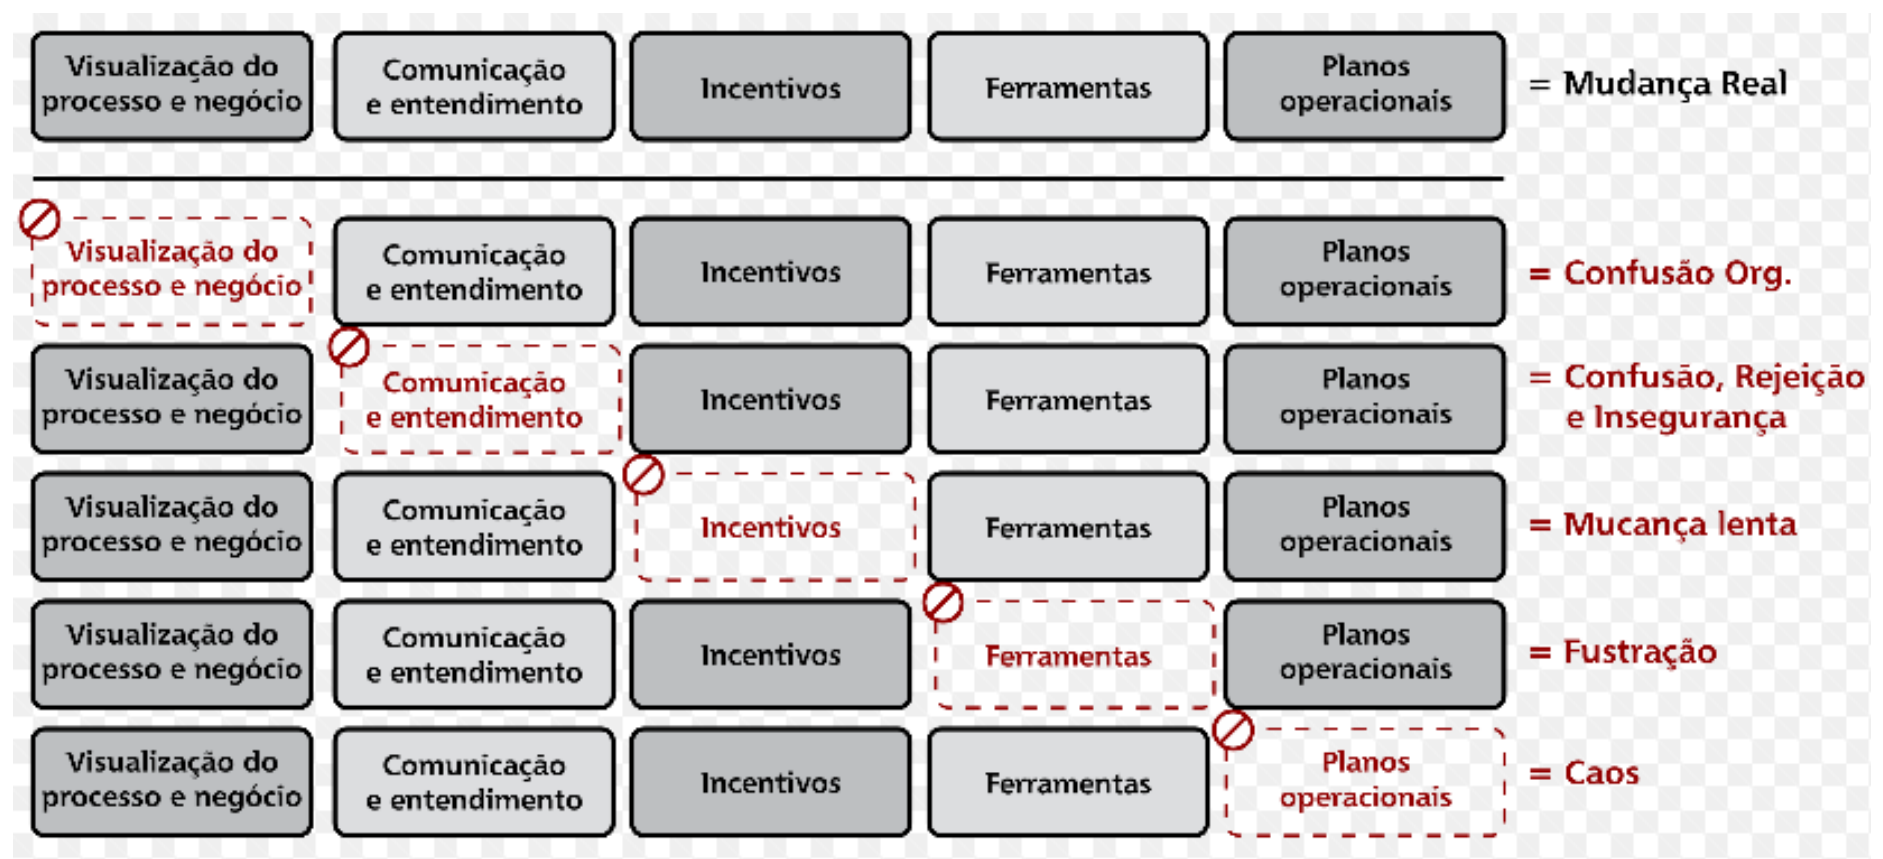 Visualização do
processo e negócio
Comunicação
e entendimento
Incentivos
Ferramentas
Planos
operacionais
= Mudança Real
Visualização do
processo e negócio
Comunicação
e entendimento
Incentivos
Ferramentas
Planos
operacionais
= Confusão Org.
Visualização do
processo e negócio
Comunicação
e entendimento
Incentivos
Ferramentas
Planos
operacionais
= Confusão, Rejeição
e Insegurança
Visualização do
processo e negócio
Comunicação
e entendimento
Incentivos
Ferramentas
Planos
operacionais
= Mucança lenta
Visualização do
processo e negócio
Comunicação
e entendimento
Incentivos
Ferramentas
Planos
operacionais
= Fustração
Visualização do
processo e negócio
Comunicação
e entendimento
Incentivos
Ferramentas
Planos
operacionais
= Caos